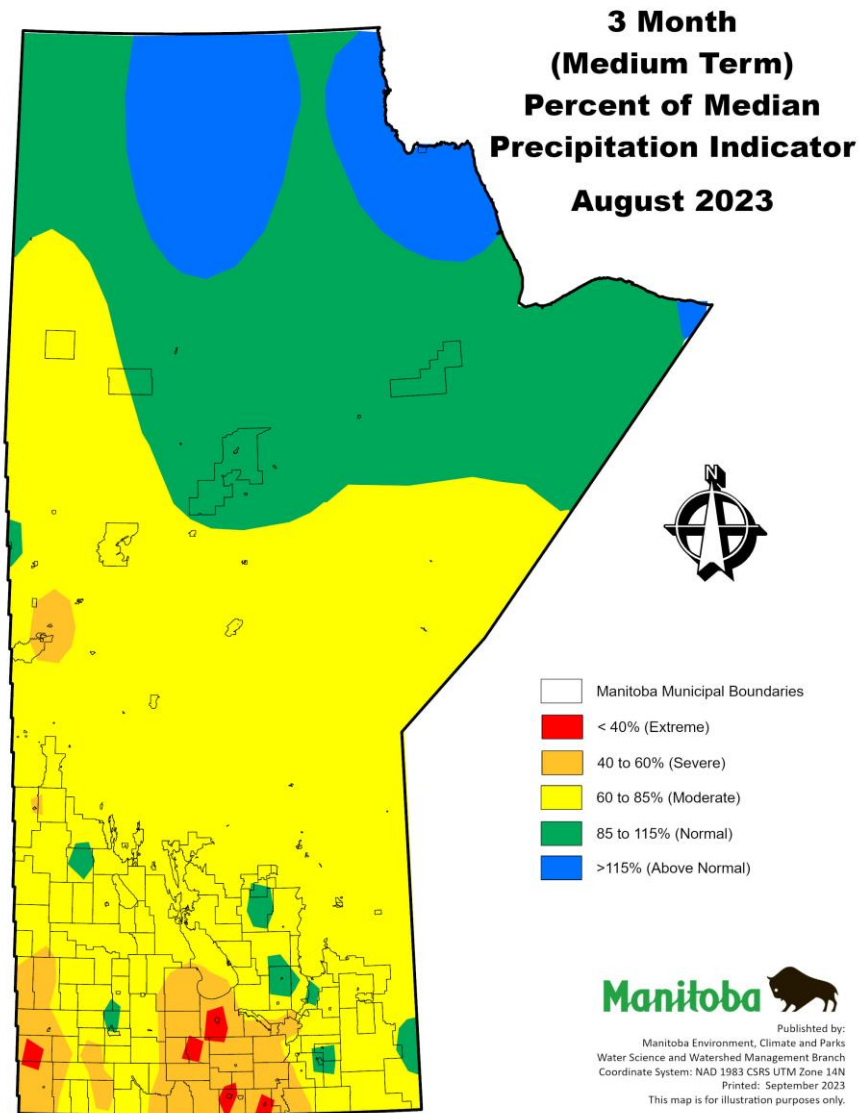 3 Month
(Medium Term)
Percent of Median
Precipitation Indicator
August 2023
N
Manitoba Municipal Boundaries
< 40% (Extreme)
40 to 60% (Severe)
60 to 85% (Moderate)
85 to 115% (Normal)
>115% (Above Normal)
Manitoba
Publishted by:
Manitoba Environment, Climate and Parks
Water Science and Watershed Management Branch
Coordinate System: NAD 1983 CSRS UTM Zone 14N
Printed: September 2023
This map is for illustration purposes only.